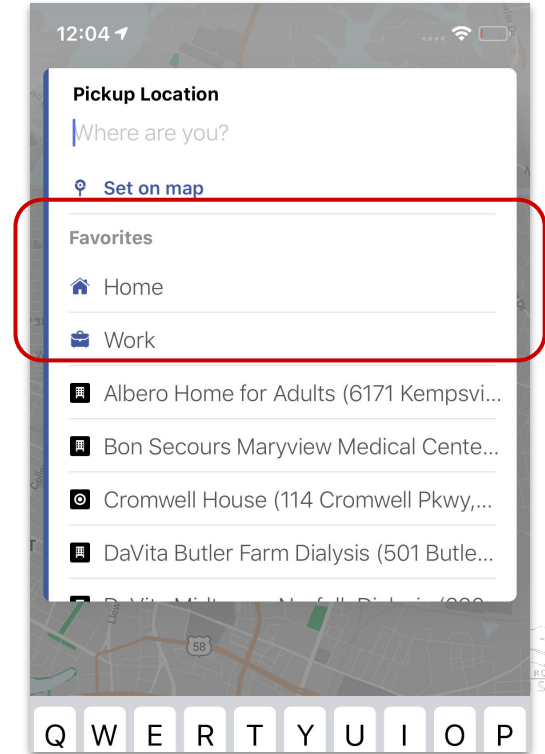 12:04
Pickup Location
Where are you?
Set on map
Favorites
Home
Work
Albero Home for Adults (6171 Kempsvi...
Bon Secours Maryview Medical Cente...
Cromwell House (114 Cromwell Pkwy,...
DaVita Butler Farm Dialysis (501 Butle...
58
Q W E R T Y U I O P